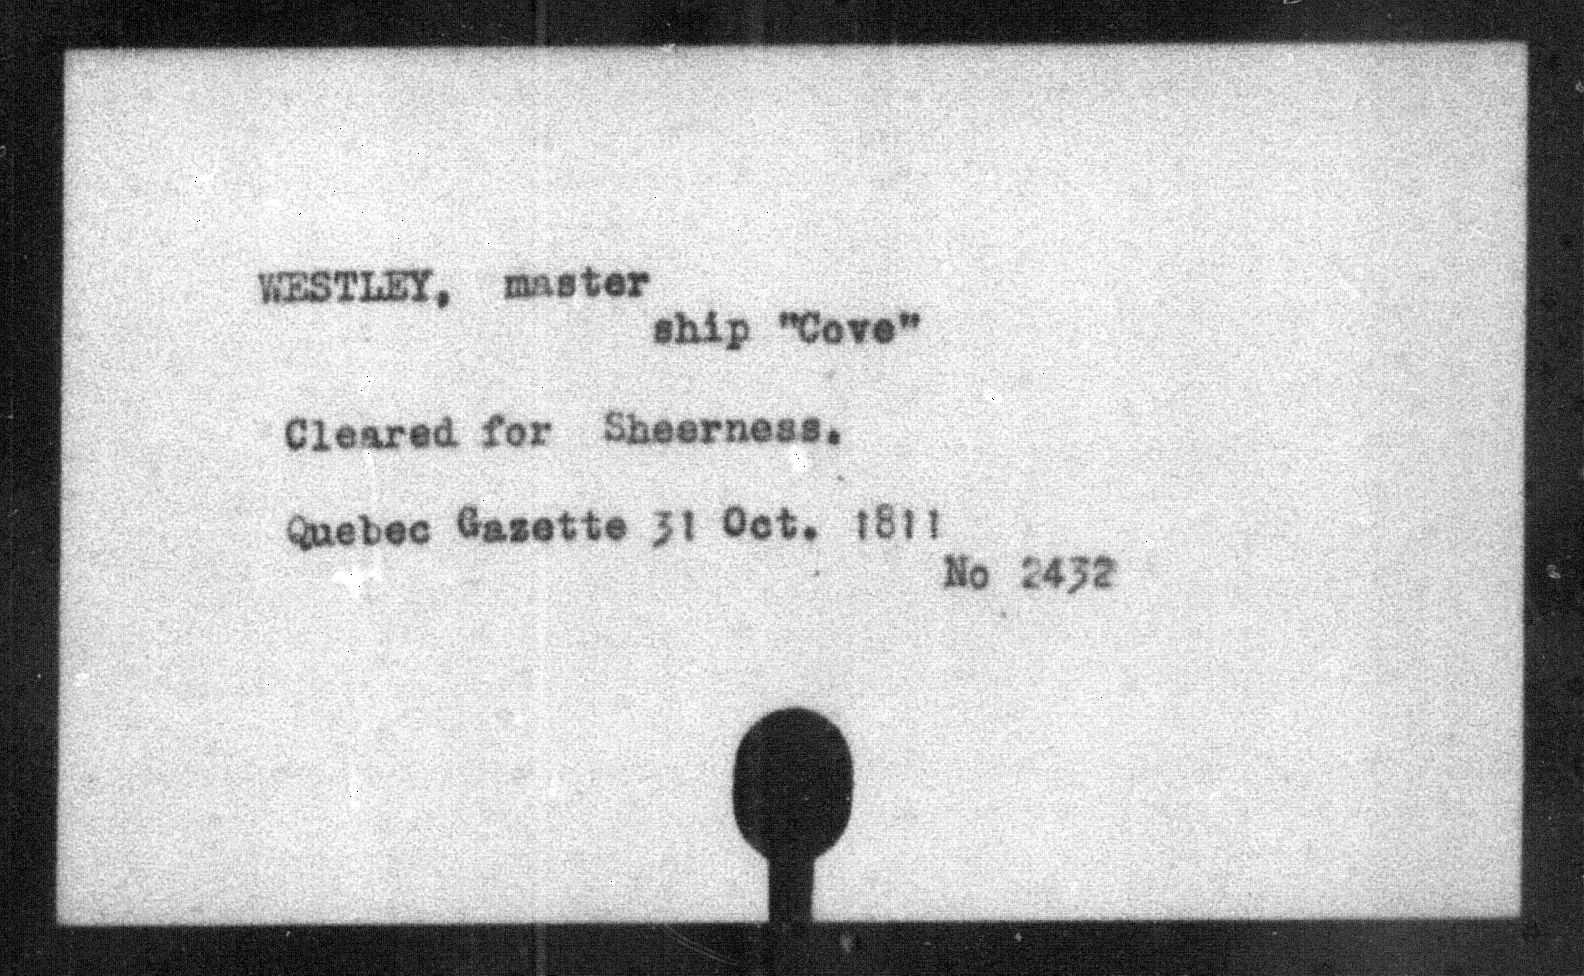 WESTLEY, master
ship "Cove"
Cleared for Sheerness.
Quebec Gazette 31 Oct. 1811
No 2432